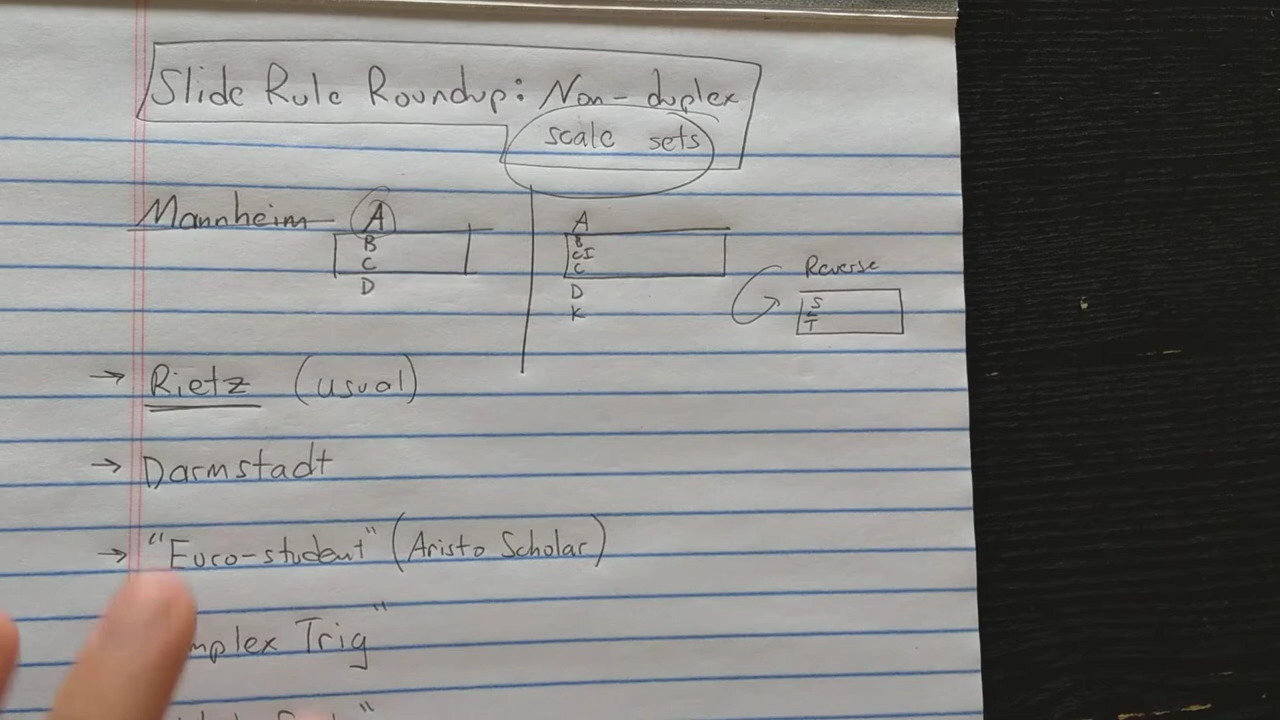 Slide Rule Roundup: Non-duplex
scale sets
Mannheim
A
B
C
D
A
B
CI
C
D
K
Reverse
S
L
T
→ Rietz (usual)
→ Darmstadt
→ "Euro-student" (Aristo Scholar)
Trig"